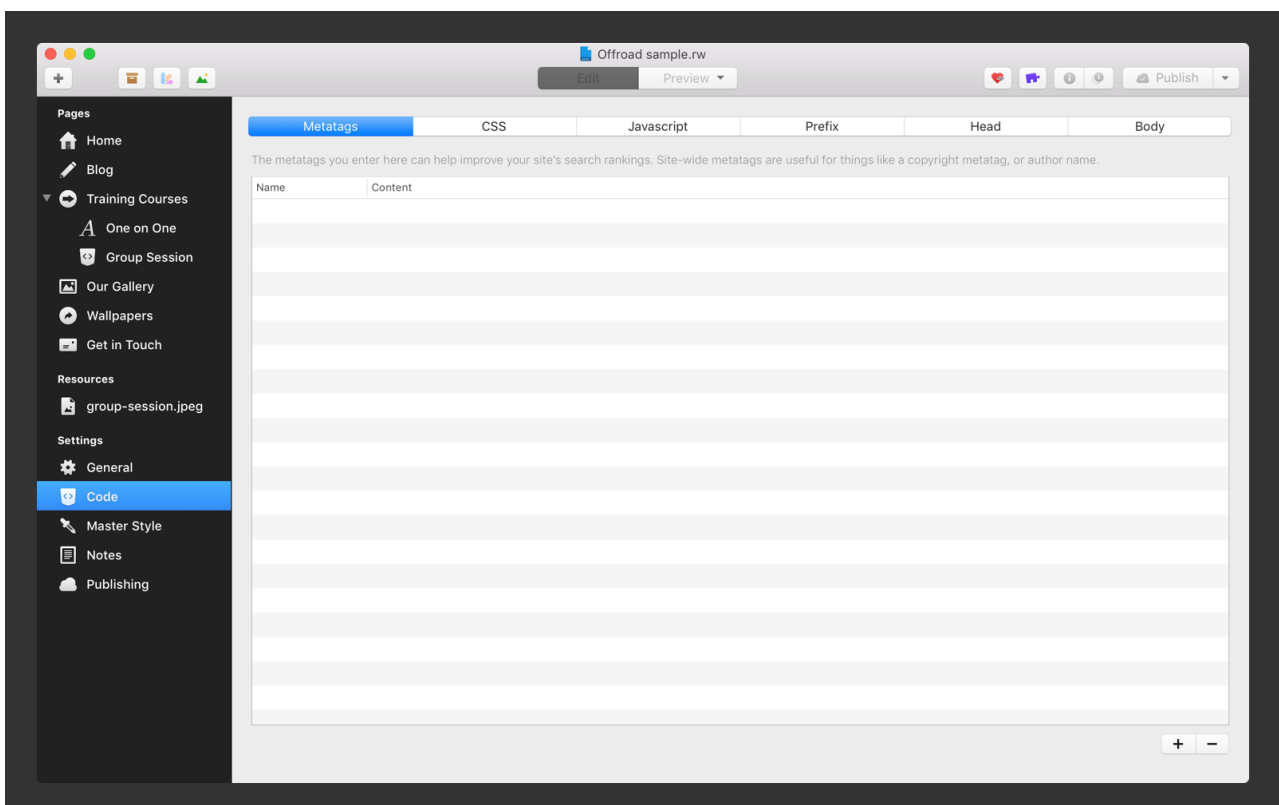 Offroad sample.rw
Edit
Preview
Publish
Pages
Home
Blog
Training Courses
One on One
Group Session
Our Gallery
Wallpapers
Get in Touch
Resources
group-session.jpeg
Settings
General
Code
Master Style
Notes
Publishing
Metatags CSS Javascript Prefix Head Body
The metatags you enter here can help improve your site's search rankings. Site-wide metatags are useful for things like a copyright metatag, or author name.
Name Content